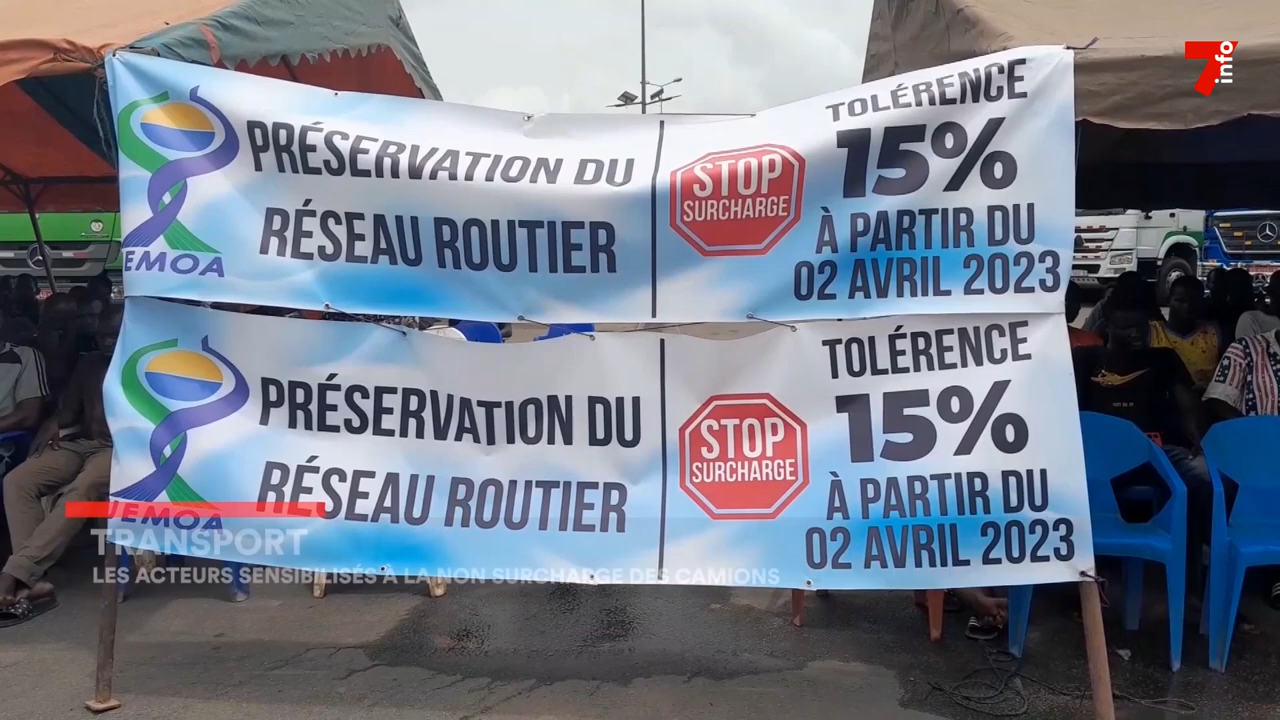 7info
PRÉSERVATION DU
RÉSEAU ROUTIER
STOP
SURCHARGE
TOLÉRENCE
15%
À PARTIR DU
02 AVRIL 2023
EMOA
PRÉSERVATION DU
RÉSEAU ROUTIER
STOP
SURCHARGE
TOLÉRENCE
15%
À PARTIR DU
02 AVRIL 2023
UEMOA
TRANSPORT
LES ACTEURS SENSIBILISÉS À LA NON SURCHARGE DES CAMIONS